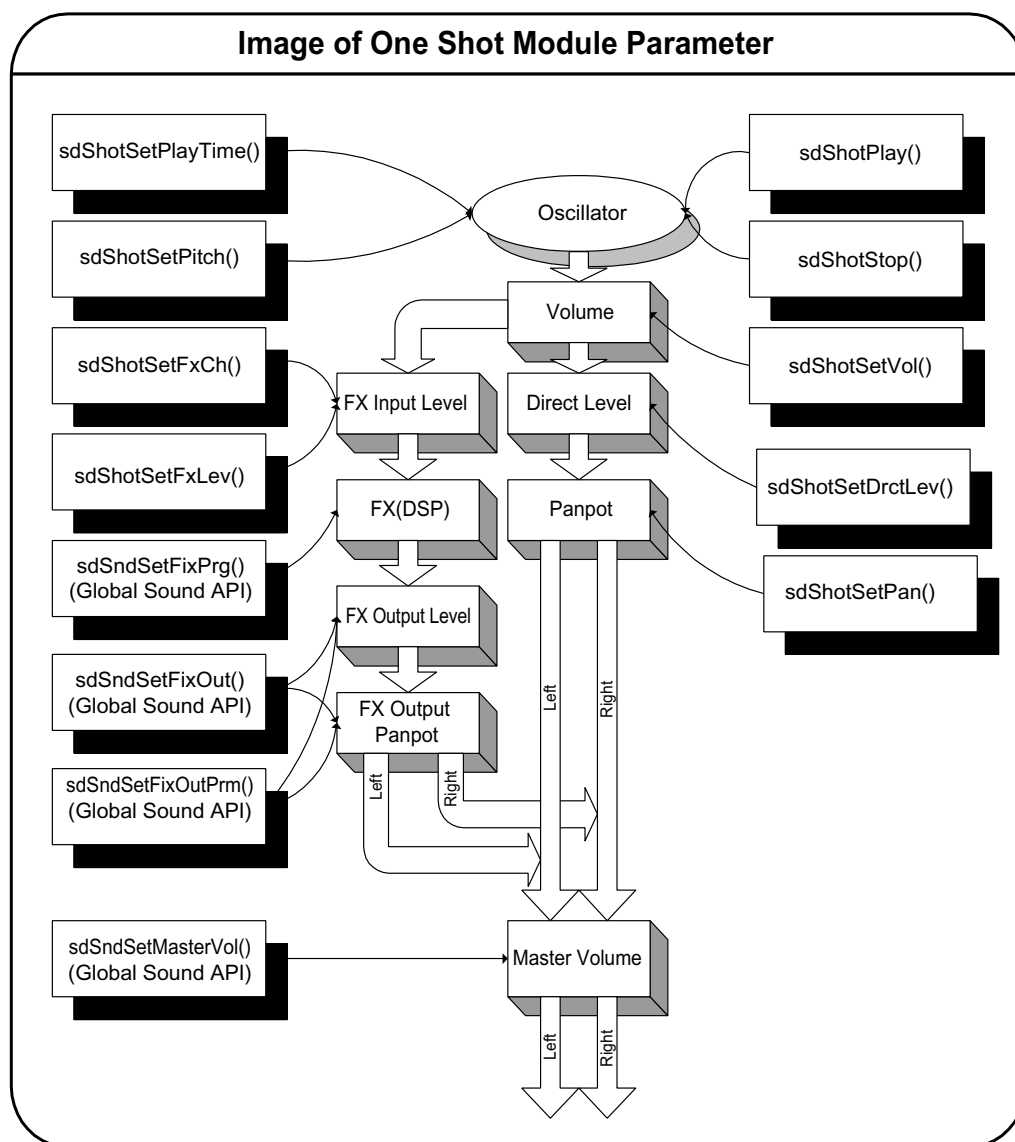 Image of One Shot Module Parameter
sdShotSetPlayTime()
sdShotPlay()
Oscillator
sdShotSetPitch()
sdShotStop()
Volume
sdShotSetFxCh()
sdShotSetVol()
FX Input Level
Direct Level
sdShotSetFxLev()
sdShotSetDrctLev()
FX(DSP)
Panpot
sdSndSetFixPrg()
(Global Sound API)
sdShotSetPan()
FX Output Level
sdSndSetFixOut()
(Global Sound API)
FX Output
Panpot
Left
Right
sdSndSetFixOutPrm()
(Global Sound API)
Left
Right
sdSndSetMasterVol()
(Global Sound API)
Master Volume
Left
Right